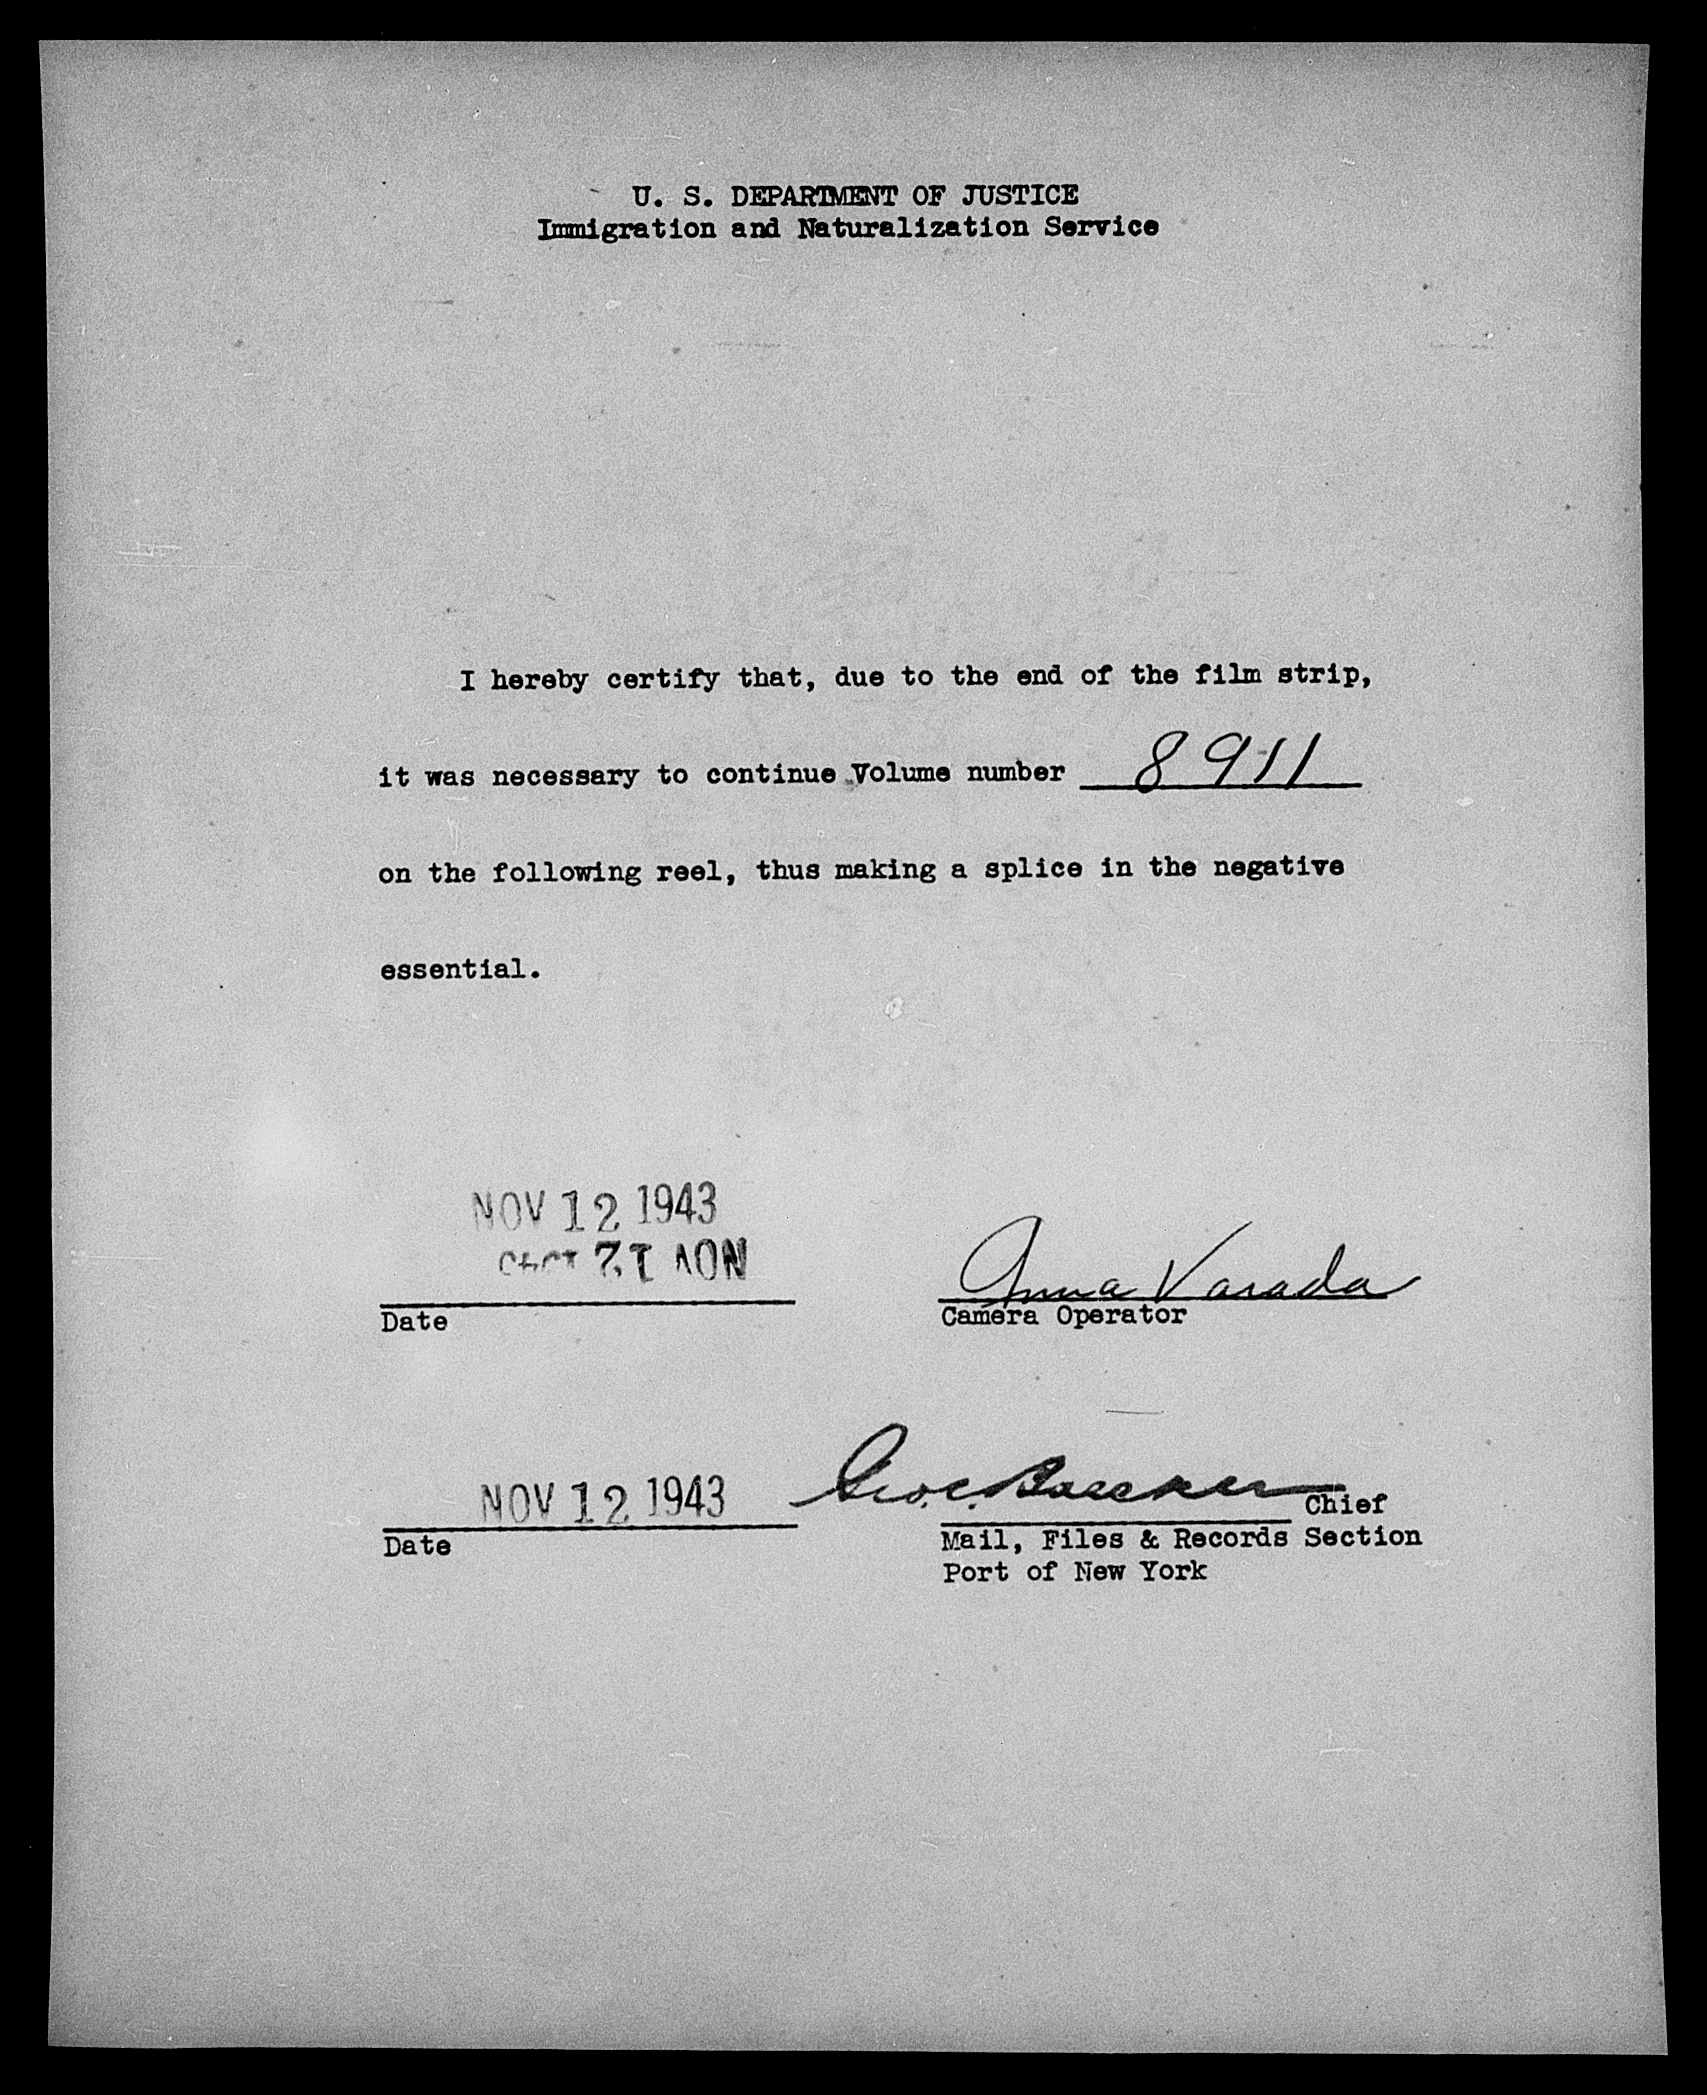 U. S. DEPARTMENT OF JUSTICE
Immigration and Naturalization Service
I hereby certify that, due to the end of the film strip,
it was necessary to continue Volume number 8911
on the following reel, thus making a splice in the negative
essential.
NOV 12 1943
NOV 12
Anna Varada
Date
Camera Operator
NOV 12 1943
Geo. C.
Chief
Date
Mail, Files & Records Section
Port of New York